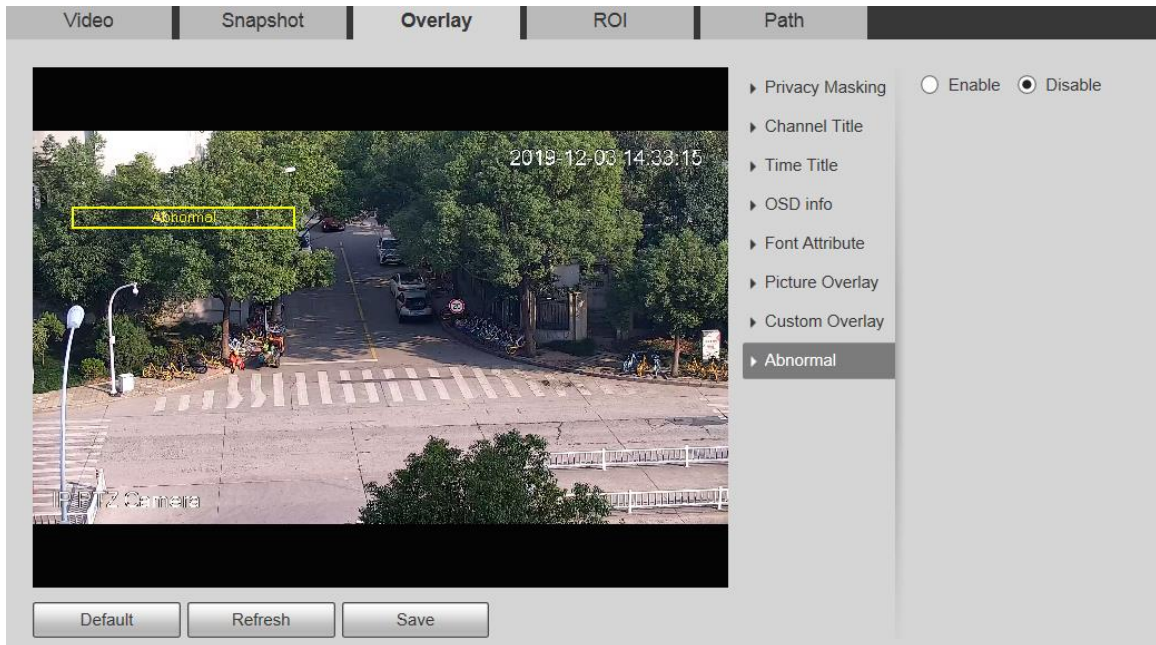 Video Snapshot Overlay ROI Path
Privacy Masking
Enable Disable
Channel Title
2019-12-03 14:33:15
Time Title
OSD info
Abnormal
Font Attribute
Picture Overlay
Custom Overlay
Abnormal
IP PTZ Camera
Default Refresh Save